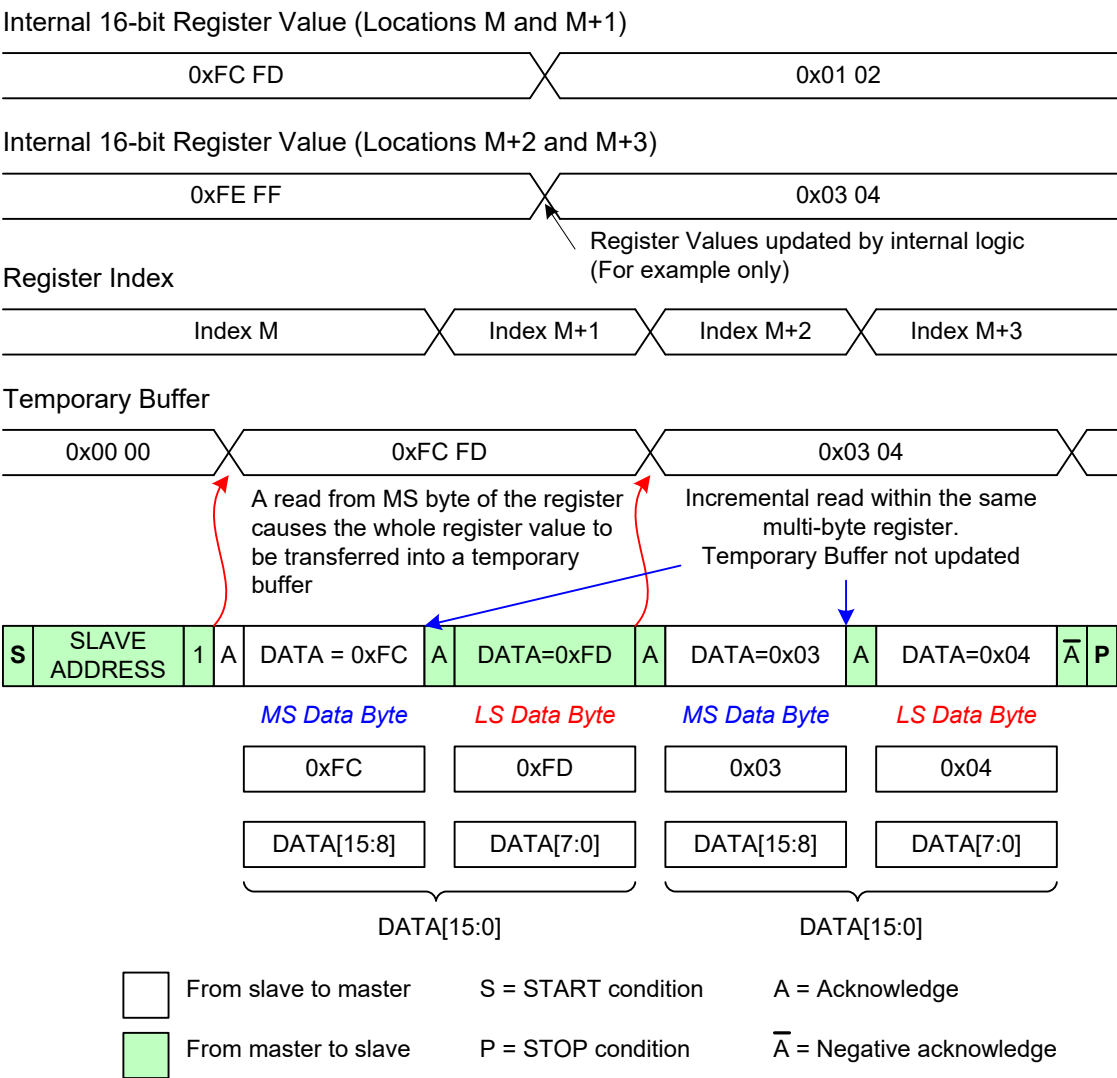 Internal 16-bit Register Value (Locations M and M+1)
0xFC FD
0x01 02
Internal 16-bit Register Value (Locations M+2 and M+3)
0xFE FF
0x03 04
Register Values updated by internal logic
(For example only)
Register Index
Index M
Index M+1
Index M+2
Index M+3
Temporary Buffer
0x00 00
0xFC FD
0x03 04
A read from MS byte of the register
causes the whole register value to
be transferred into a temporary
buffer
Incremental read within the same
multi-byte register.
Temporary Buffer not updated
S
SLAVE
ADDRESS
1
A
DATA = 0xFC
A
DATA=0xFD
A
DATA=0x03
A
DATA=0x04
A̅
P
MS Data Byte
LS Data Byte
MS Data Byte
LS Data Byte
0xFC
0xFD
0x03
0x04
DATA[15:8]
DATA[7:0]
DATA[15:8]
DATA[7:0]
DATA[15:0]
DATA[15:0]
From slave to master
S = START condition
A = Acknowledge
From master to slave
P = STOP condition
A̅ = Negative acknowledge